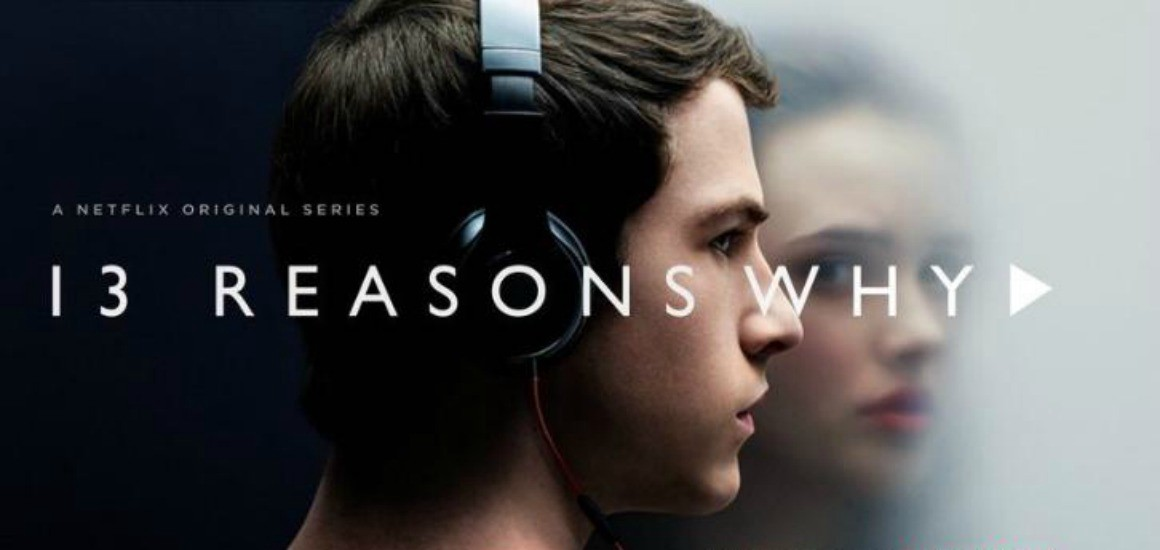 A NETFLIX ORIGINAL SERIES
13 REASONS WHY